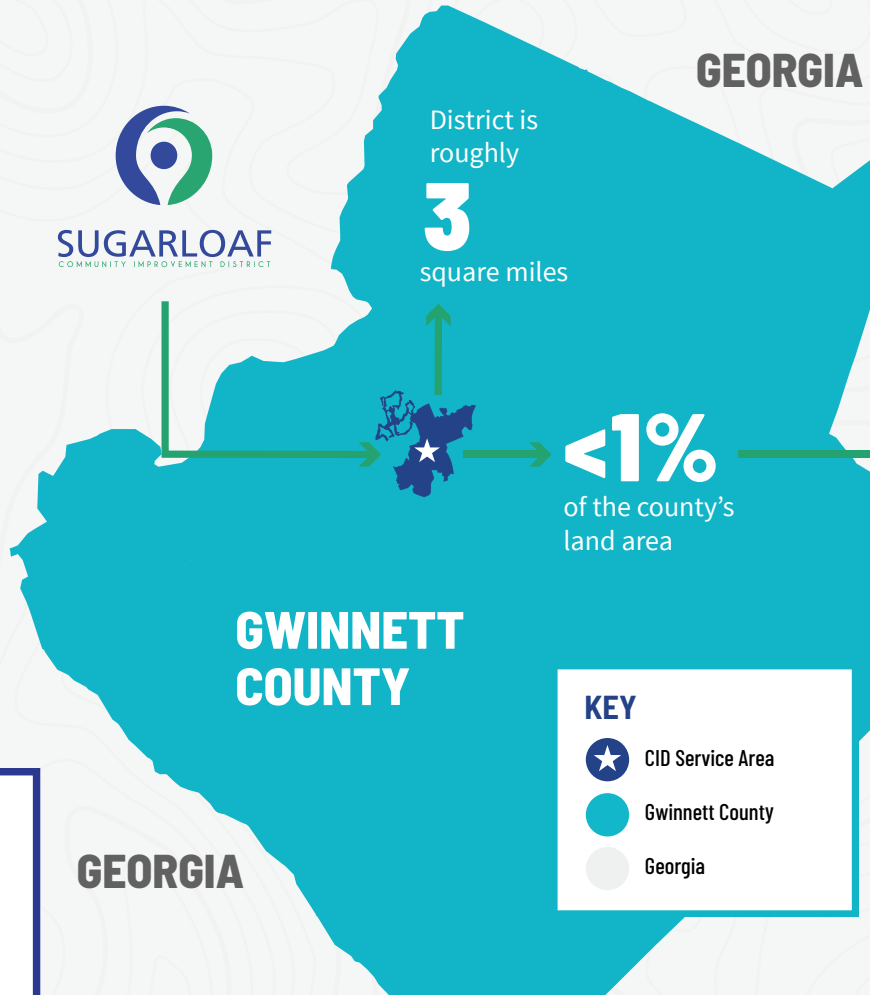 GEORGIA
District is
roughly
3
square miles
SUGARLOAF
COMMUNITY IMPROVEMENT DISTRICT
<1%
of the county’s
land area
GWINNETT
COUNTY
KEY
CID Service Area
Gwinnett County
Georgia
GEORGIA